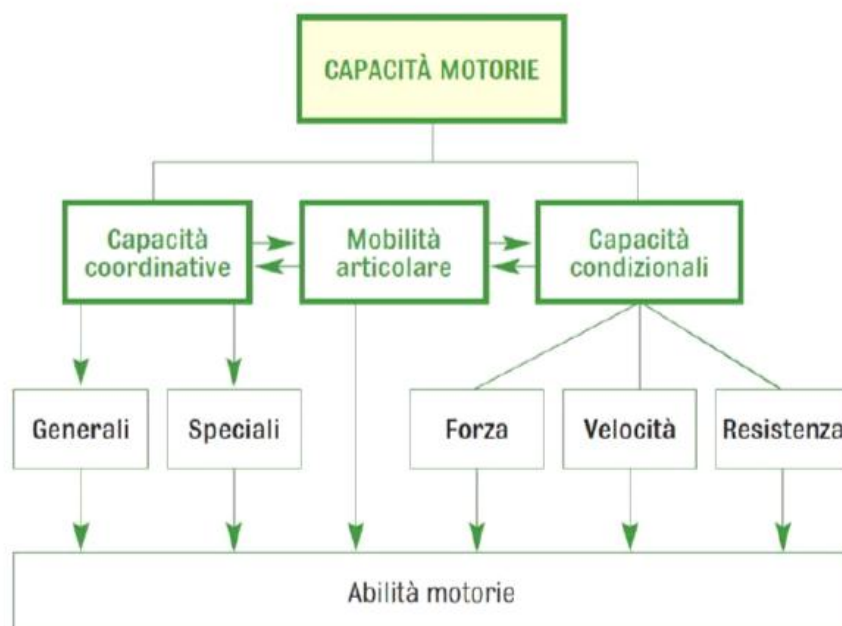 CAPACITÀ MOTORIE
Capacità
coordinative
Mobilità
articolare
Capacità
condizionali
Generali
Speciali
Forza
Velocità
Resistenza
Abilità motorie